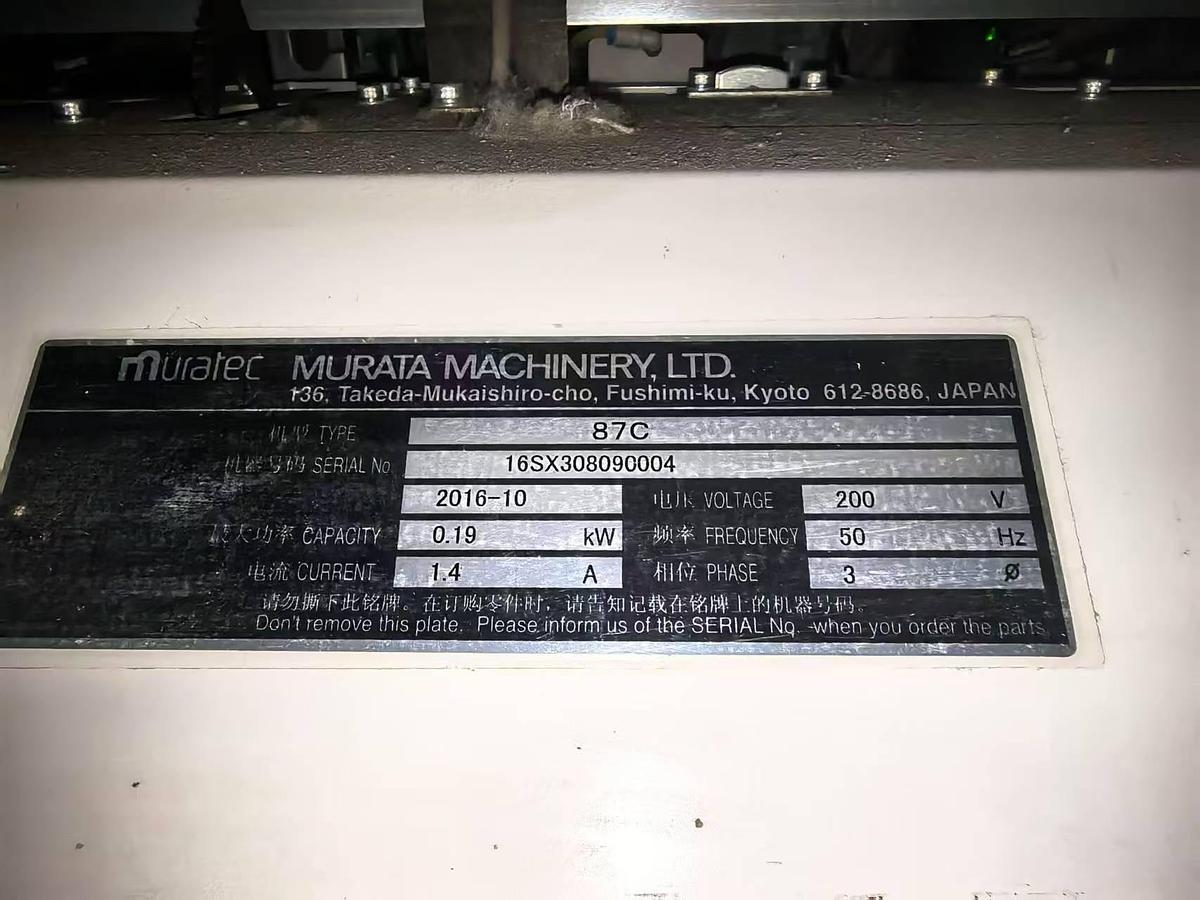 muratec MURATA MACHINERY, LTD.
136, Takeda-Mukaishiro-cho, Fushimi-ku, Kyoto 612-8686, JAPAN
机型 TYPE 87C
机器号码 SERIAL No. 16SX308090004
2016-10 电压 VOLTAGE 200 V
最大功率 CAPACITY 0.19 kW 频率 FREQUENCY 50 Hz
电流 CURRENT 1.4 A 相位 PHASE 3 Ø
请勿撕下此铭牌。在订购零件时，请告知记载在铭牌上的机器号码。
Don't remove this plate. Please inform us of the SERIAL No. when you order the parts